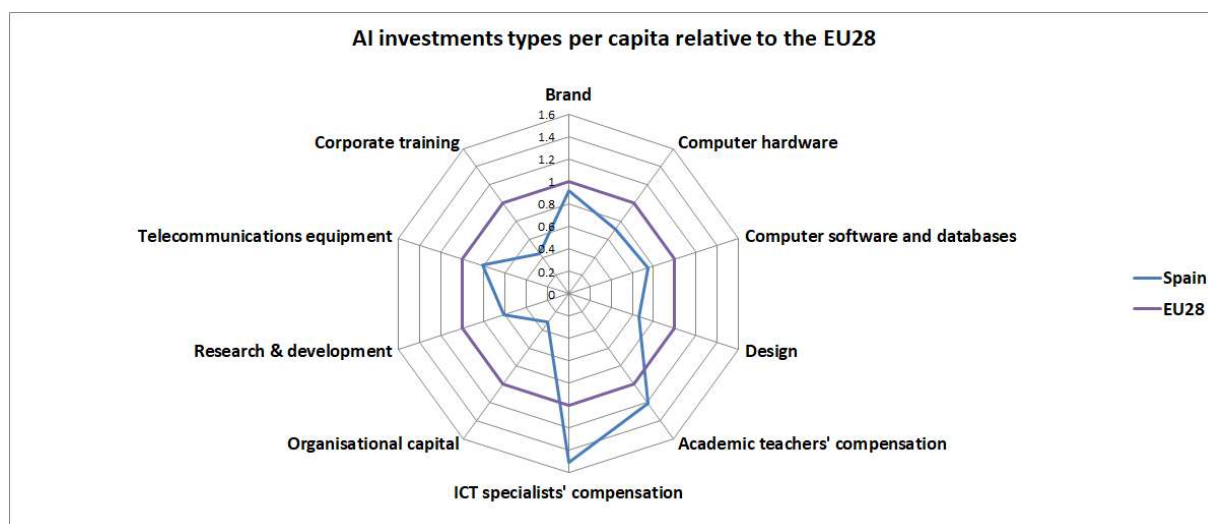 AI investments types per capita relative to the EU28
Brand
1.6
1.4
1.2
1
0.8
0.6
0.4
0.2
0
Corporate training
Computer hardware
Telecommunications equipment
Computer software and databases
Spain
EU28
Research & development
Design
Organisational capital
Academic teachers' compensation
ICT specialists' compensation